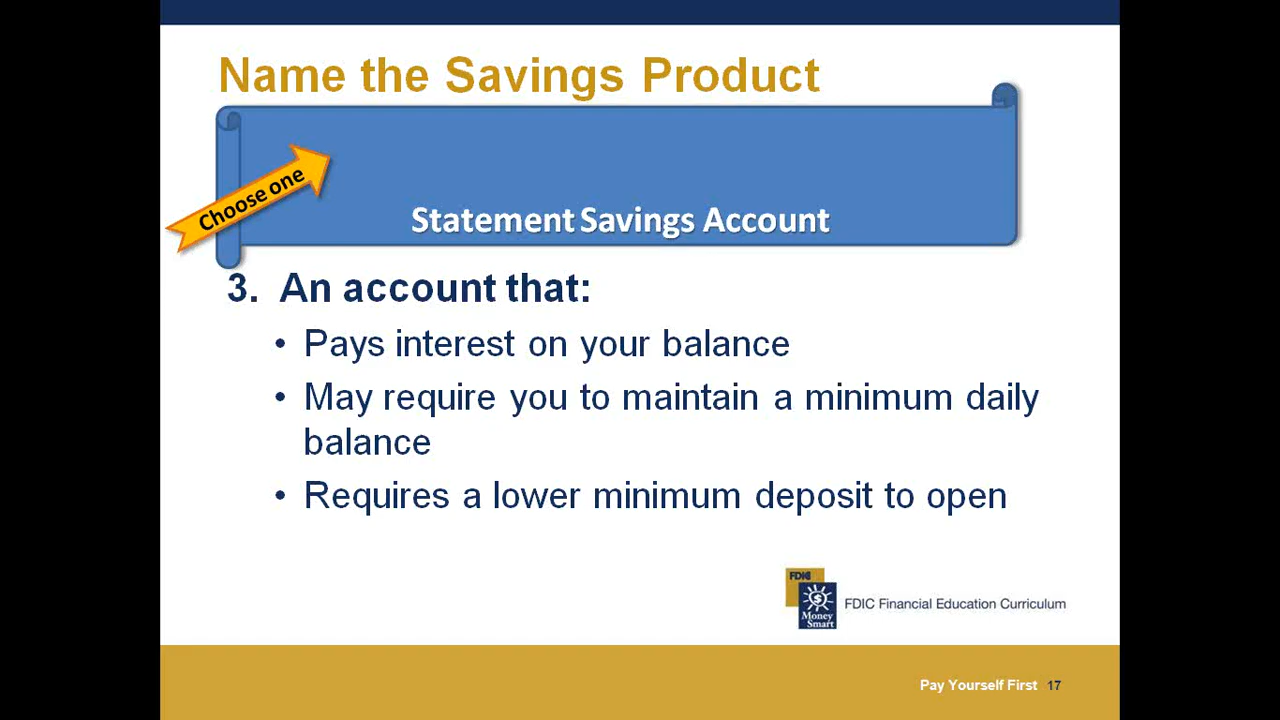 Name the Savings Product
Choose one
Statement Savings Account
3. An account that:
• Pays interest on your balance
• May require you to maintain a minimum daily
balance
• Requires a lower minimum deposit to open
FDIC
Money
Smart
FDIC Financial Education Curriculum
Pay Yourself First 17